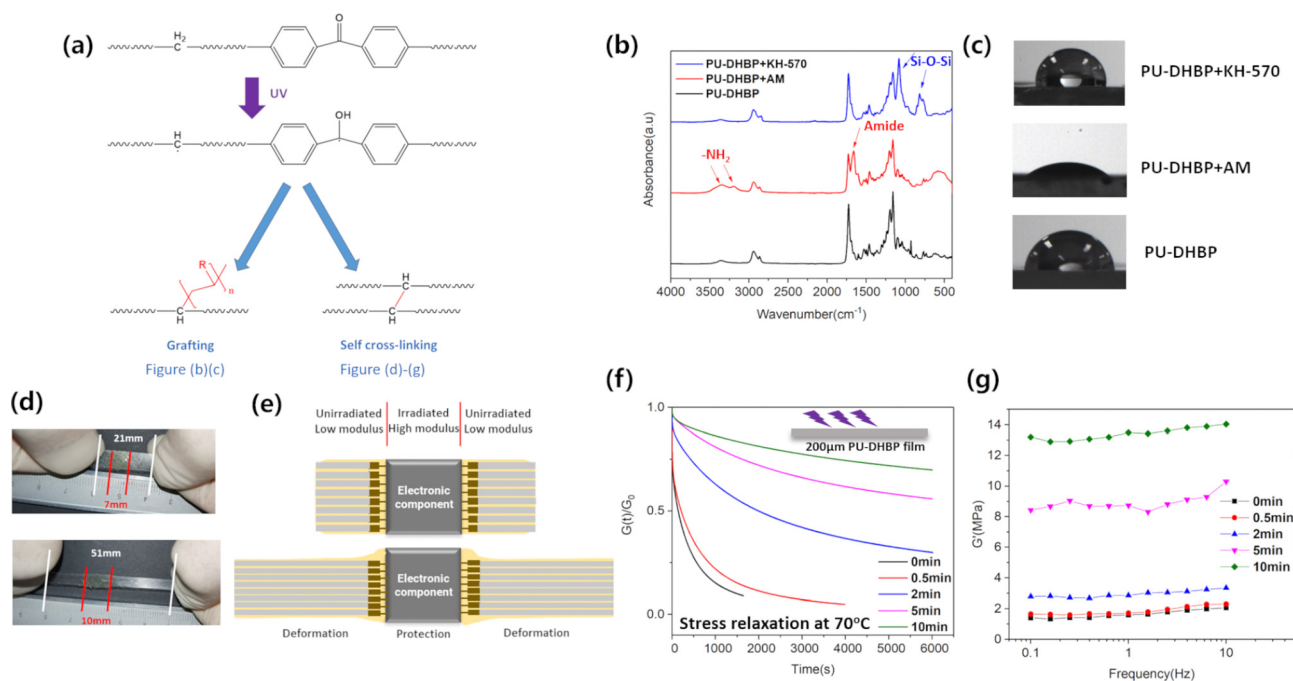 (a)
H₂
C
O
UV
OH
Ċ
H
R
n
C
H
C
H
C
H
Grafting
Self cross-linking
Figure (b)(c)
Figure (d)-(g)
(b)
PU-DHBP+KH-570
PU-DHBP+AM
PU-DHBP
Si-O-Si
Amide
-NH₂
Absorbance(a.u)
4000 3500 3000 2500 2000 1500 1000 500
Wavenumber(cm⁻¹)
(c)
PU-DHBP+KH-570
PU-DHBP+AM
PU-DHBP
(d)
21mm
7mm
51mm
10mm
(e)
Unirradiated Irradiated Unirradiated
Low modulus High modulus Low modulus
Electronic
component
Electronic
component
Deformation Protection Deformation
(f)
1.0
0.5
0.0
G(t)/G₀
200μm PU-DHBP film
0min
0.5min
2min
5min
10min
Stress relaxation at 70°C
0 1000 2000 3000 4000 5000 6000
Time(s)
(g)
14
12
10
8
6
4
2
0
G'(MPa)
0min
0.5min
2min
5min
10min
0.1 1 10
Frequency(Hz)